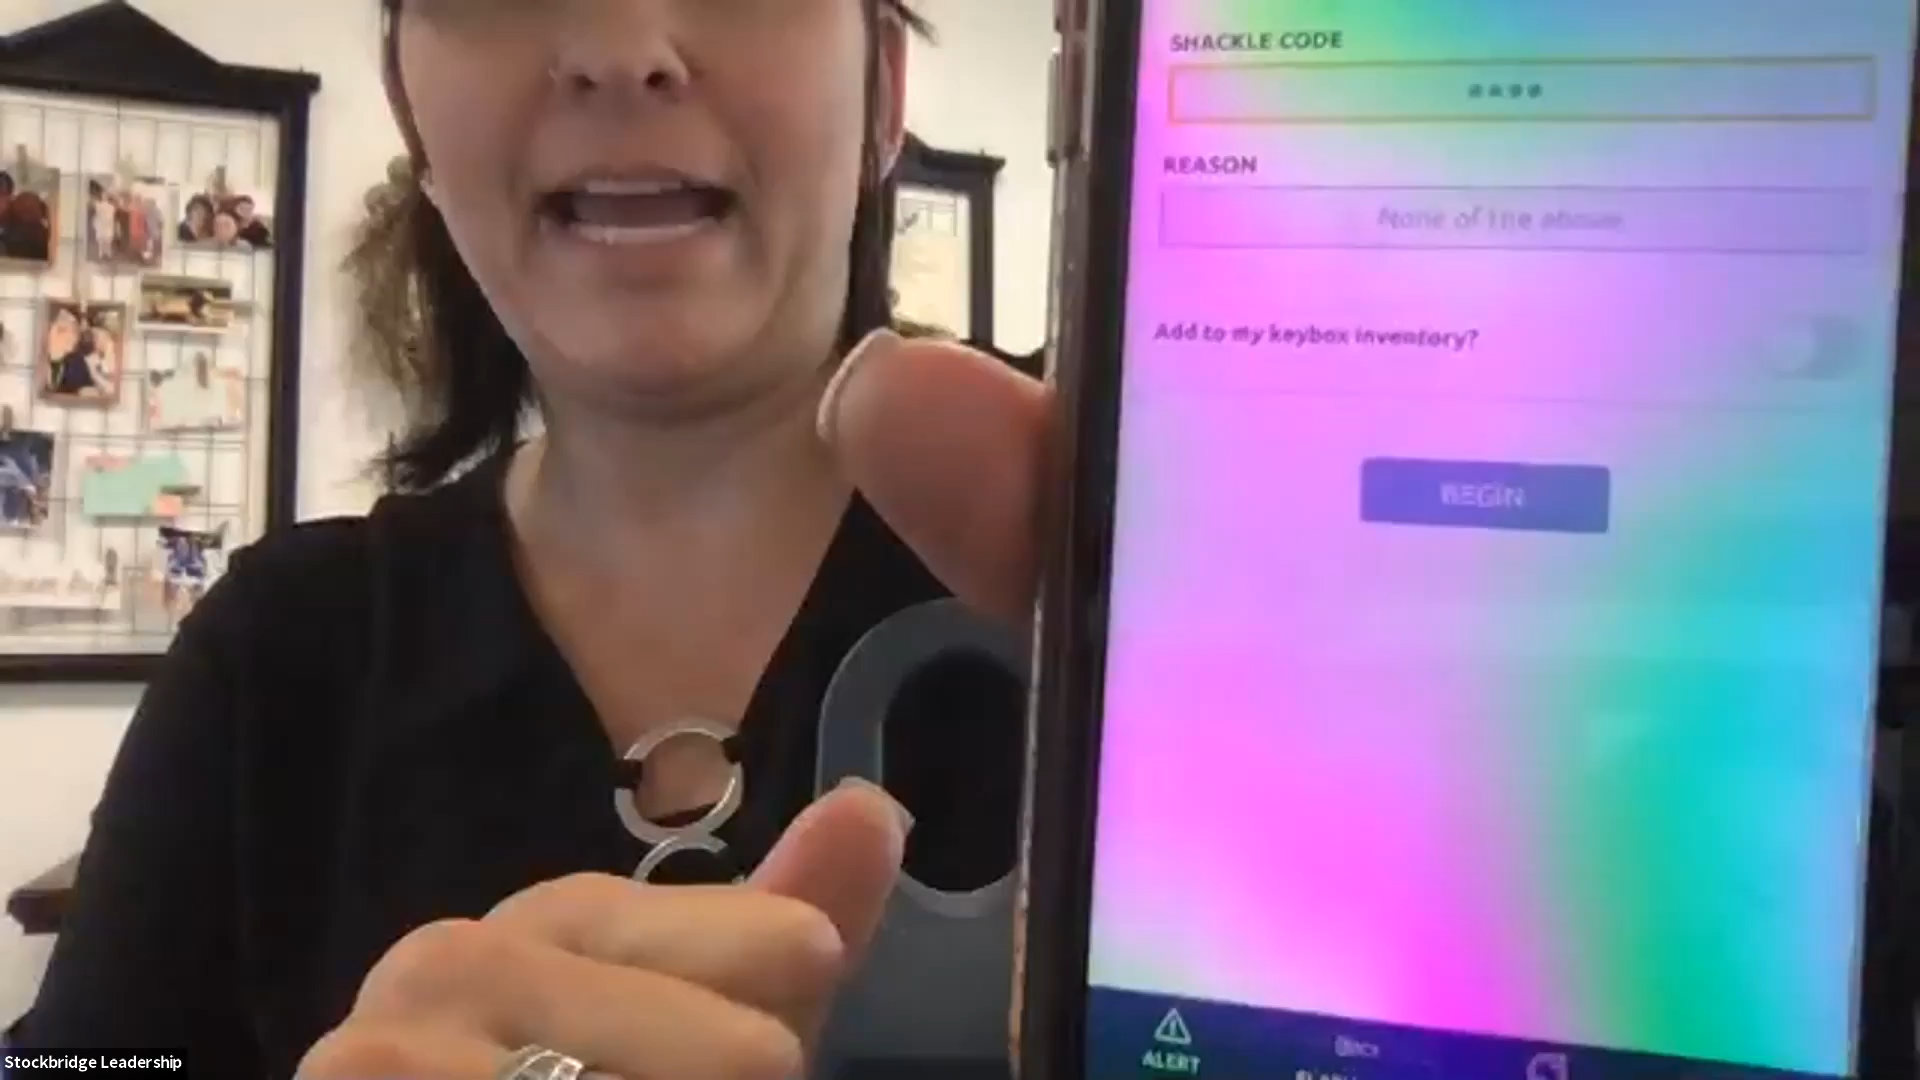 SHACKLE CODE
REASON
None of the above
Add to my keybox inventory?
BEGIN
ALERT
Stockbridge Leadership